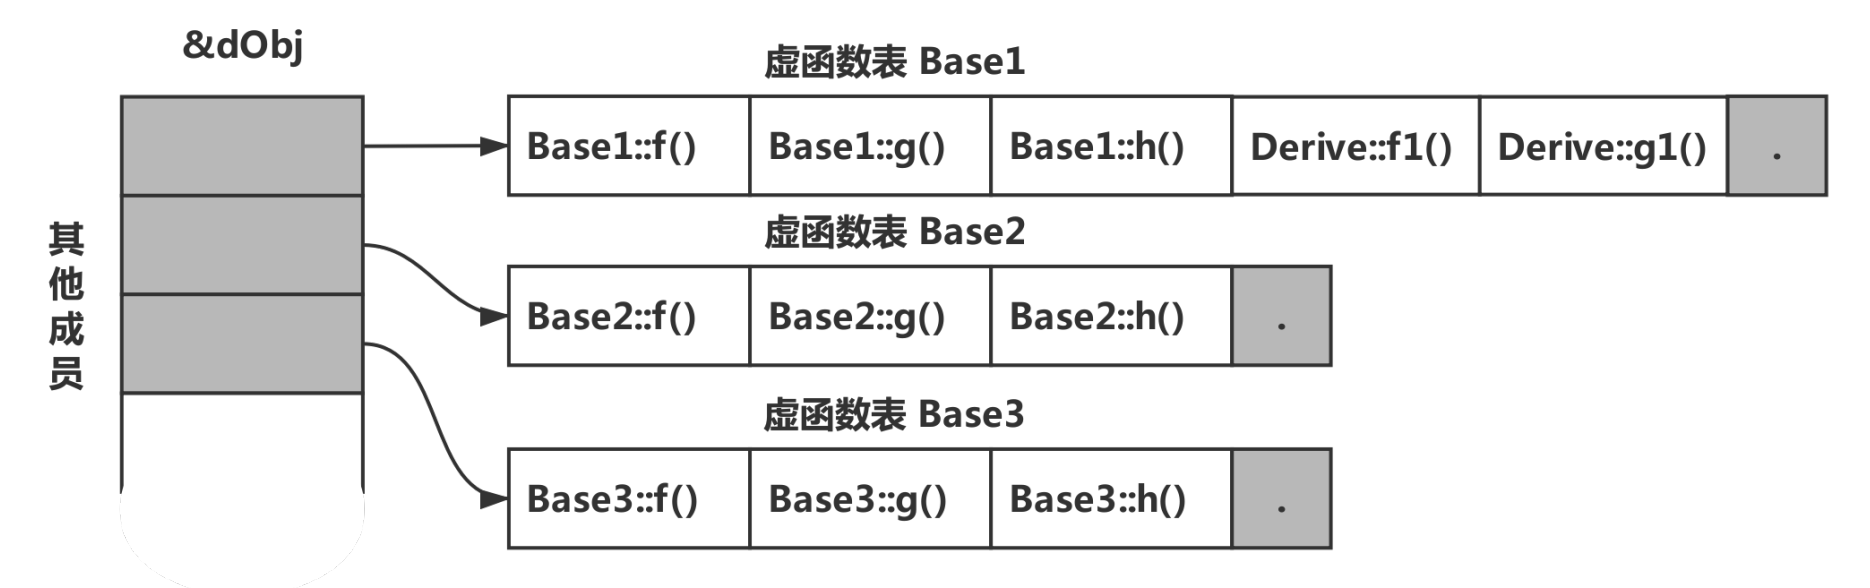 &dObj
虚函数表 Base1
Base1::f() Base1::g() Base1::h() Derive::f1() Derive::g1() .
虚函数表 Base2
Base2::f() Base2::g() Base2::h() .
虚函数表 Base3
Base3::f() Base3::g() Base3::h() .
其他成员